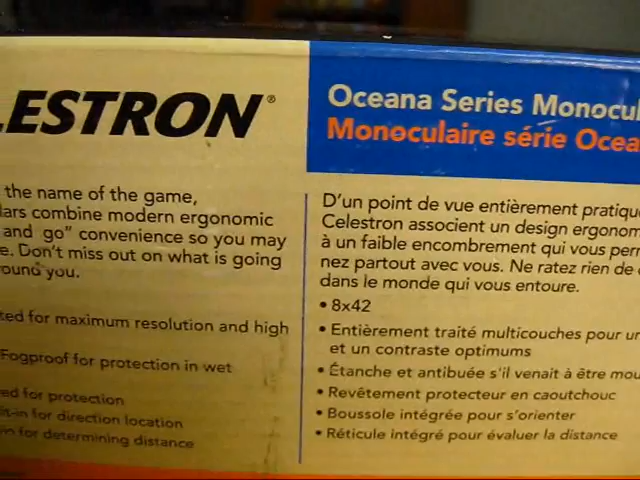 LESTRON®
the name of the game,
lars combine modern ergonomic
and go" convenience so you may
e. Don't miss out on what is going
ound you.
ted for maximum resolution and high
Fogproof for protection in wet
ed for protection
lt-in for direction location
in for determining distance
Oceana Series Monocul
Monoculaire série Ocea
D'un point de vue entièrement pratiqu
Celestron associent un design ergonom
à un faible encombrement qui vous perr
nez partout avec vous. Ne ratez rien de
dans le monde qui vous entoure.
• 8x42
• Entièrement traité multicouches pour un
et un contraste optimums
• Étanche et antibuée s'il venait à être mou
• Revêtement protecteur en caoutchouc
• Boussole intégrée pour s'orienter
• Réticule intégré pour évaluer la distance